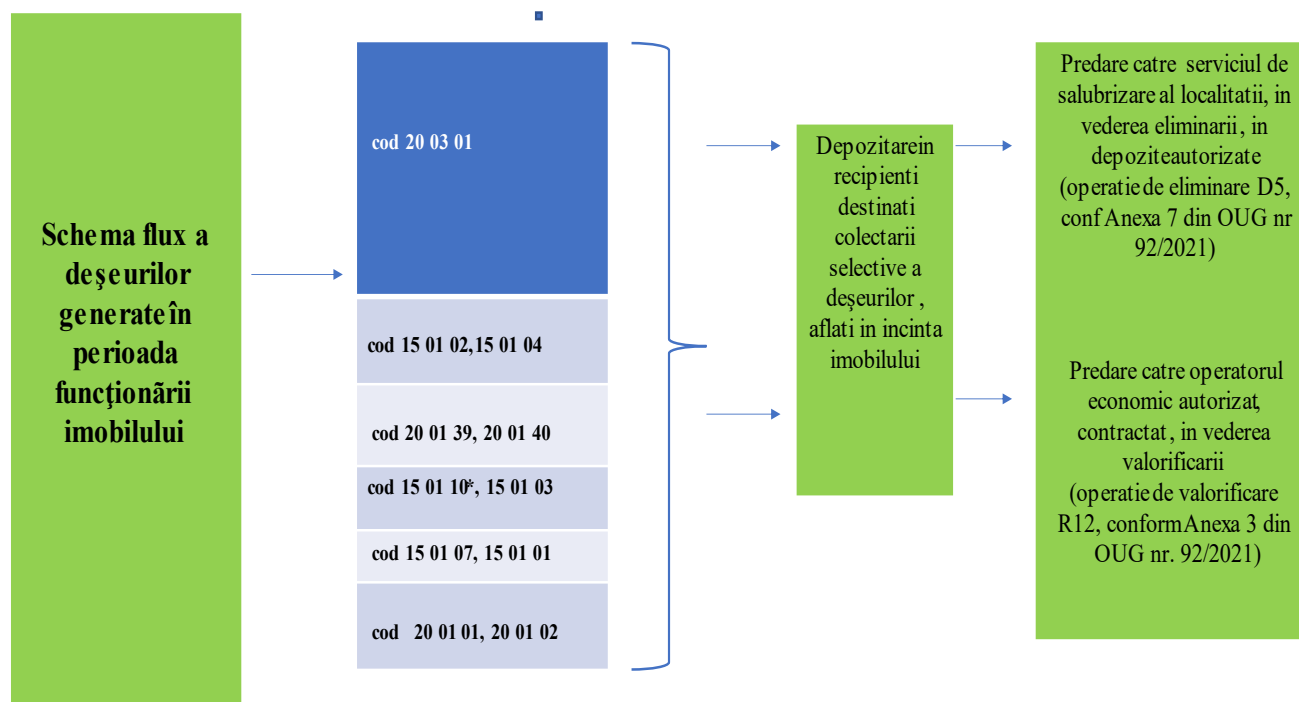 Schema flux a
deşeurilor
generate în
perioada
funcţionãrii
imobilului
cod 20 03 01
cod 15 01 02,15 01 04
cod 20 01 39, 20 01 40
cod 15 01 10*, 15 01 03
cod 15 01 07, 15 01 01
cod 20 01 01, 20 01 02
Depozitarein
recipienti
destinati
colectarii
selective a
deşeurilor ,
aflati in incinta
imobilului
Predare catre serviciul de
salubrizare al localitatii, in
vederea eliminarii, in
depoziteautorizate
(operatie de eliminare D5,
conf Anexa 7 din OUG nr
92/2021)
Predare catre operatorul
economic autorizat,
contractat, in vederea
valorificarii
(operatie de valorificare
R12, conform Anexa 3 din
OUG nr. 92/2021)